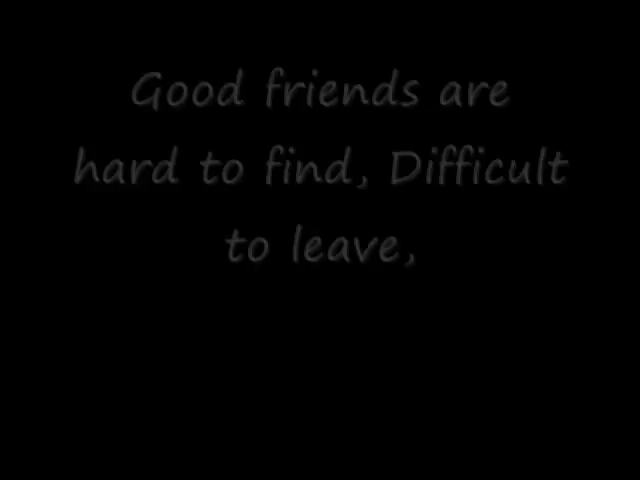 Good friends are
hard to find, Difficult
to leave,